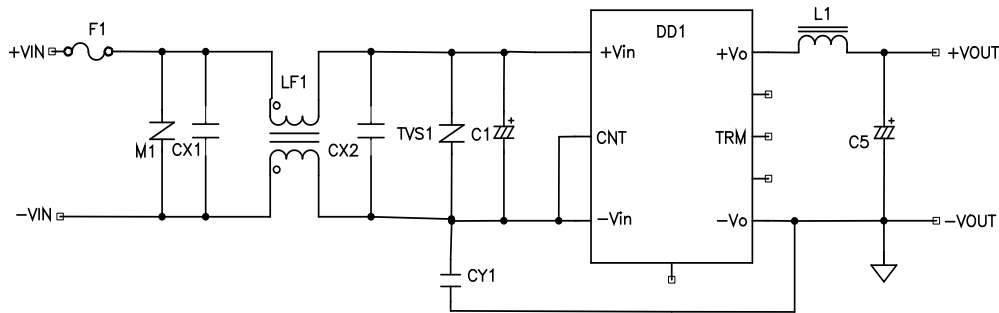 F1
L1
+VIN
DD1
+Vin
+Vo
+VOUT
LF1
M1
CX1
CX2
TVS1
C1
+
CNT
TRM
C5
+
-VIN
-Vin
-Vo
-VOUT
CY1